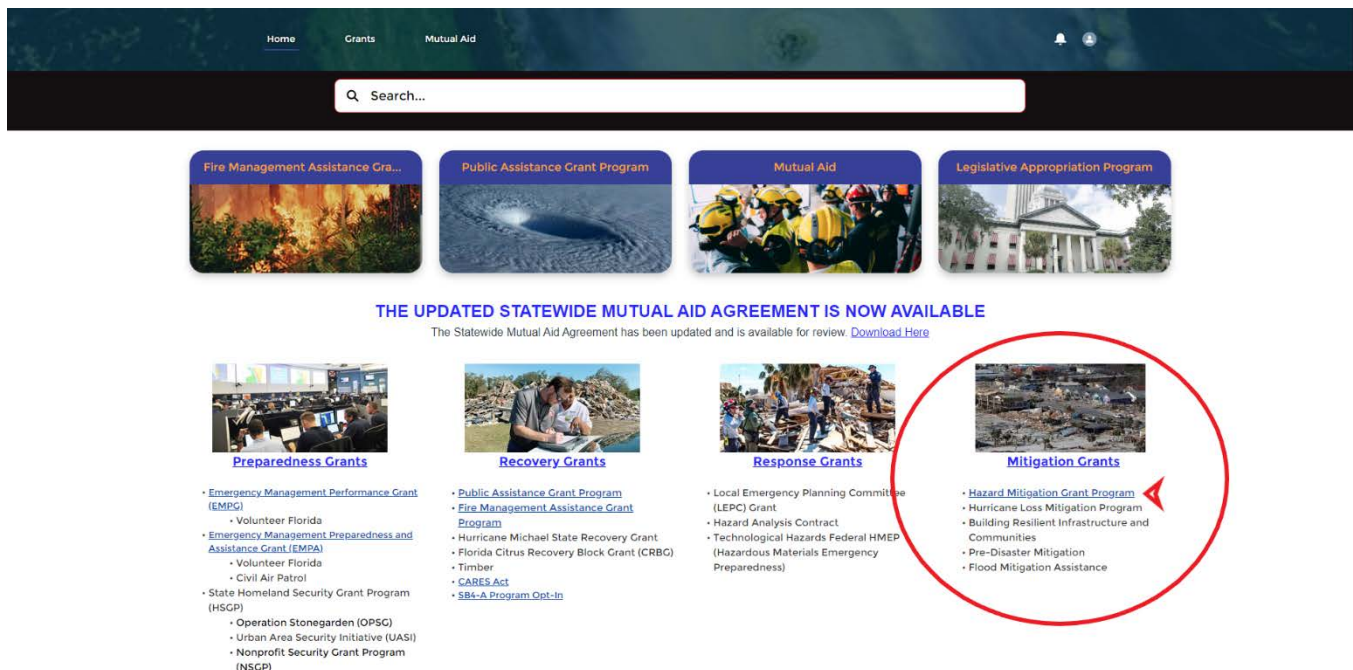 Home Grants Mutual Aid
Search...
Fire Management Assistance Gra...
Public Assistance Grant Program
Mutual Aid
Legislative Appropriation Program
THE UPDATED STATEWIDE MUTUAL AID AGREEMENT IS NOW AVAILABLE
The Statewide Mutual Aid Agreement has been updated and is available for review. Download Here
Preparedness Grants
• Emergency Management Performance Grant
(EMPG)
• Volunteer Florida
• Emergency Management Preparedness and
Assistance Grant (EMPA)
• Volunteer Florida
• Civil Air Patrol
• State Homeland Security Grant Program
(HSGP)
• Operation Stonegarden (OPSG)
• Urban Area Security Initiative (UASI)
• Nonprofit Security Grant Program
(NSGP)
Recovery Grants
• Public Assistance Grant Program
• Fire Management Assistance Grant
Program
• Hurricane Michael State Recovery Grant
• Florida Citrus Recovery Block Grant (CRBG)
• Timber
• CARES Act
• SB4-A Program Opt-In
Response Grants
• Local Emergency Planning Committee
(LEPC) Grant
• Hazard Analysis Contract
• Technological Hazards Federal HMEP
(Hazardous Materials Emergency
Preparedness)
Mitigation Grants
• Hazard Mitigation Grant Program
• Hurricane Loss Mitigation Program
• Building Resilient Infrastructure and
Communities
• Pre-Disaster Mitigation
• Flood Mitigation Assistance